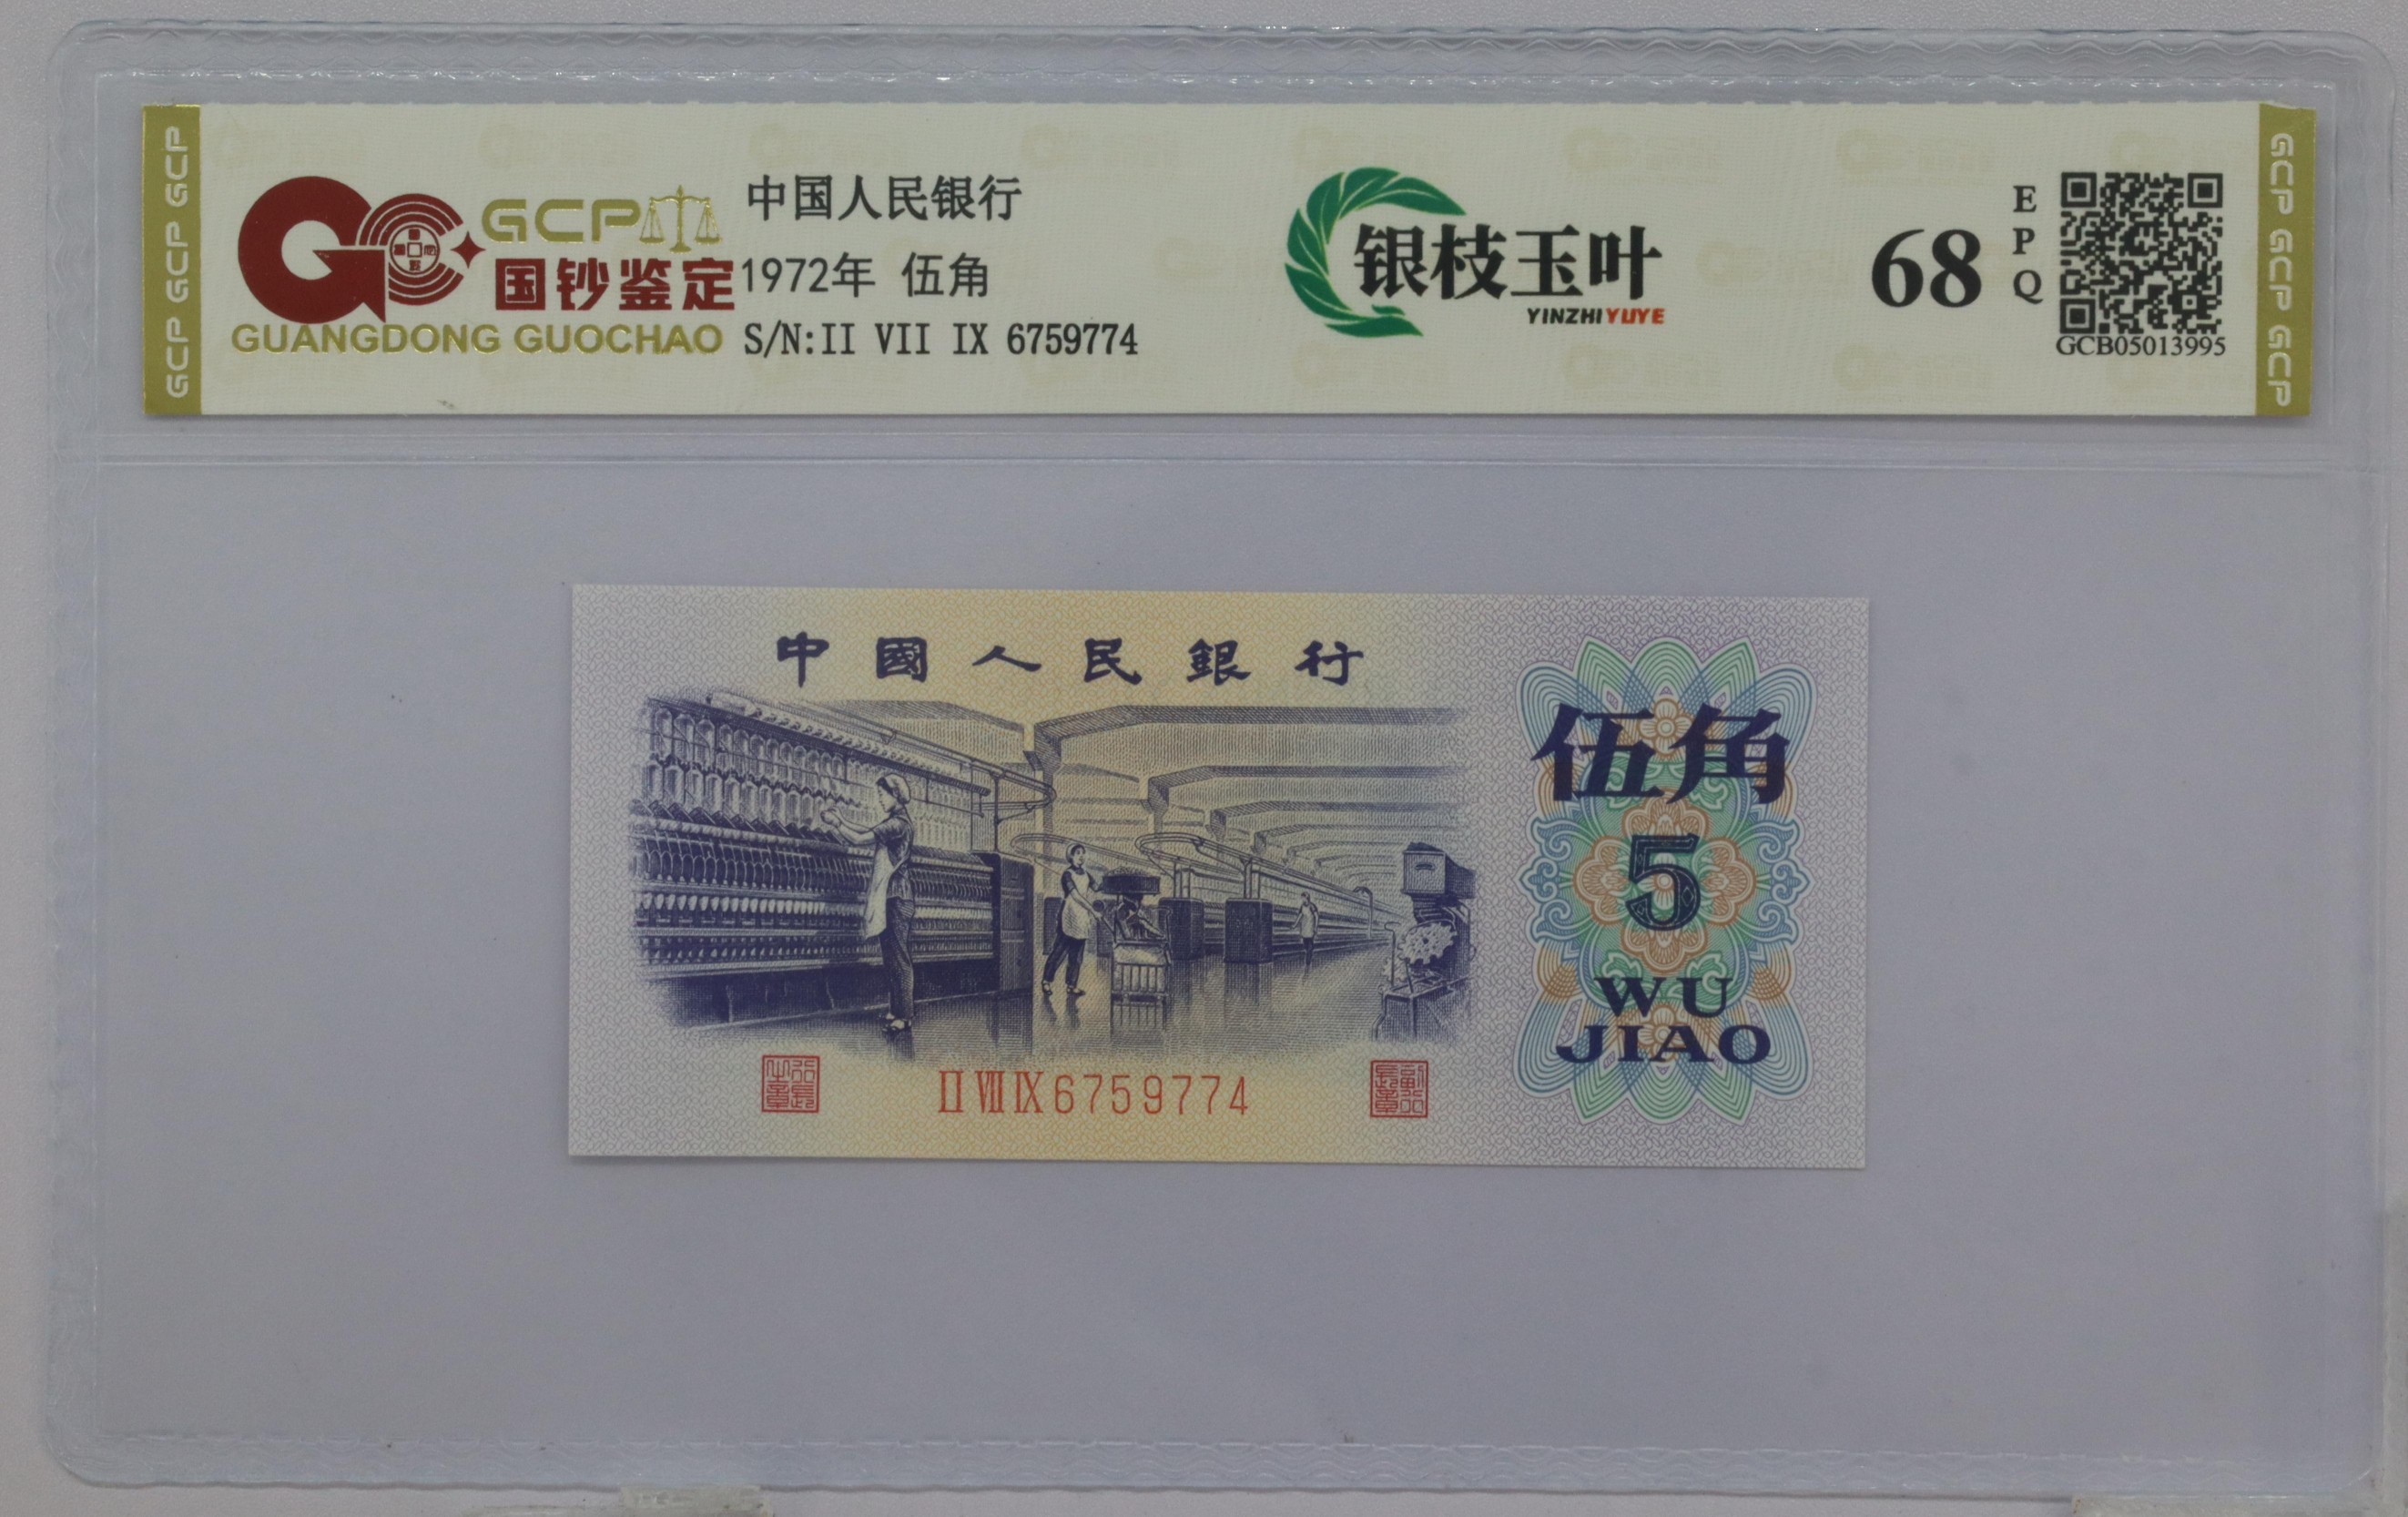 GCP GCP GCP
GCP
国钞鉴定
GUANGDONG GUOCHAO
中国人民银行
1972年 伍角
S/N:II VII IX 6759774
银枝玉叶
YINZHIYUYE
68
EPQ
GCB05013995
GCP GCP GCP
中國人民銀行
伍角
5
WU
JIAO
II VII IX 6759774